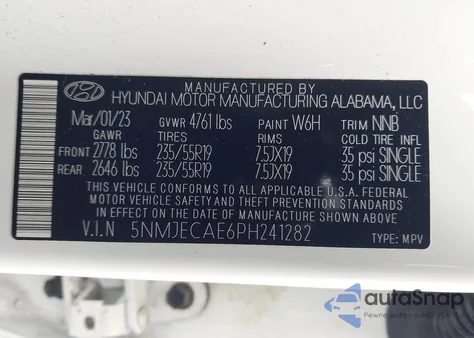 MANUFACTURED BY
HYUNDAI MOTOR MANUFACTURING ALABAMA, LLC
Mar/01/23 GVWR 4761 lbs PAINT W6H TRIM NNB
GAWR TIRES RIMS COLD TIRE INFL
FRONT 2778 lbs 235/55R19 7.5JX19 35 psi SINGLE
REAR 2646 lbs 235/55R19 7.5JX19 35 psi SINGLE
THIS VEHICLE CONFORMS TO ALL APPLICABLE U.S.A. FEDERAL
MOTOR VEHICLE SAFETY AND THEFT PREVENTION STANDARDS
IN EFFECT ON THE DATE OF MANUFACTURE SHOWN ABOVE.
V.I.N 5NMJECAE6PH241282 TYPE: MPV
autoSnap
Pewne auto z USA